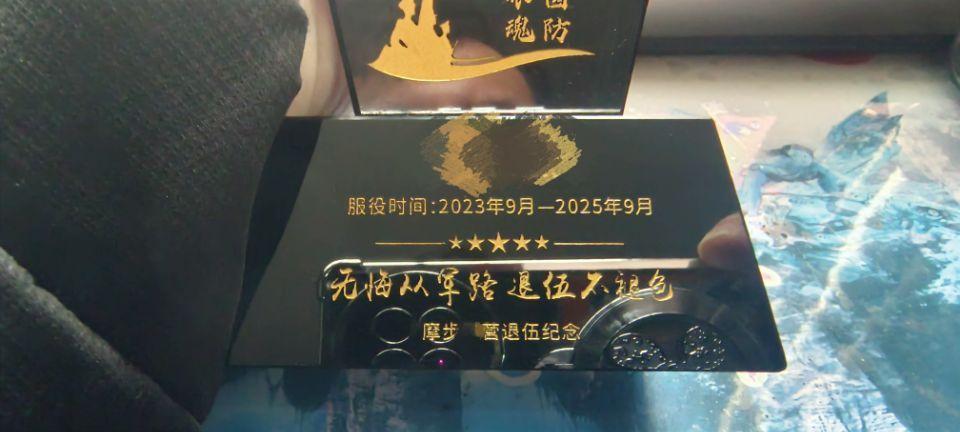 魂 国防
服役时间:2023年9月—2025年9月
无悔从军路 退伍不褪色
摩步 营退伍纪念